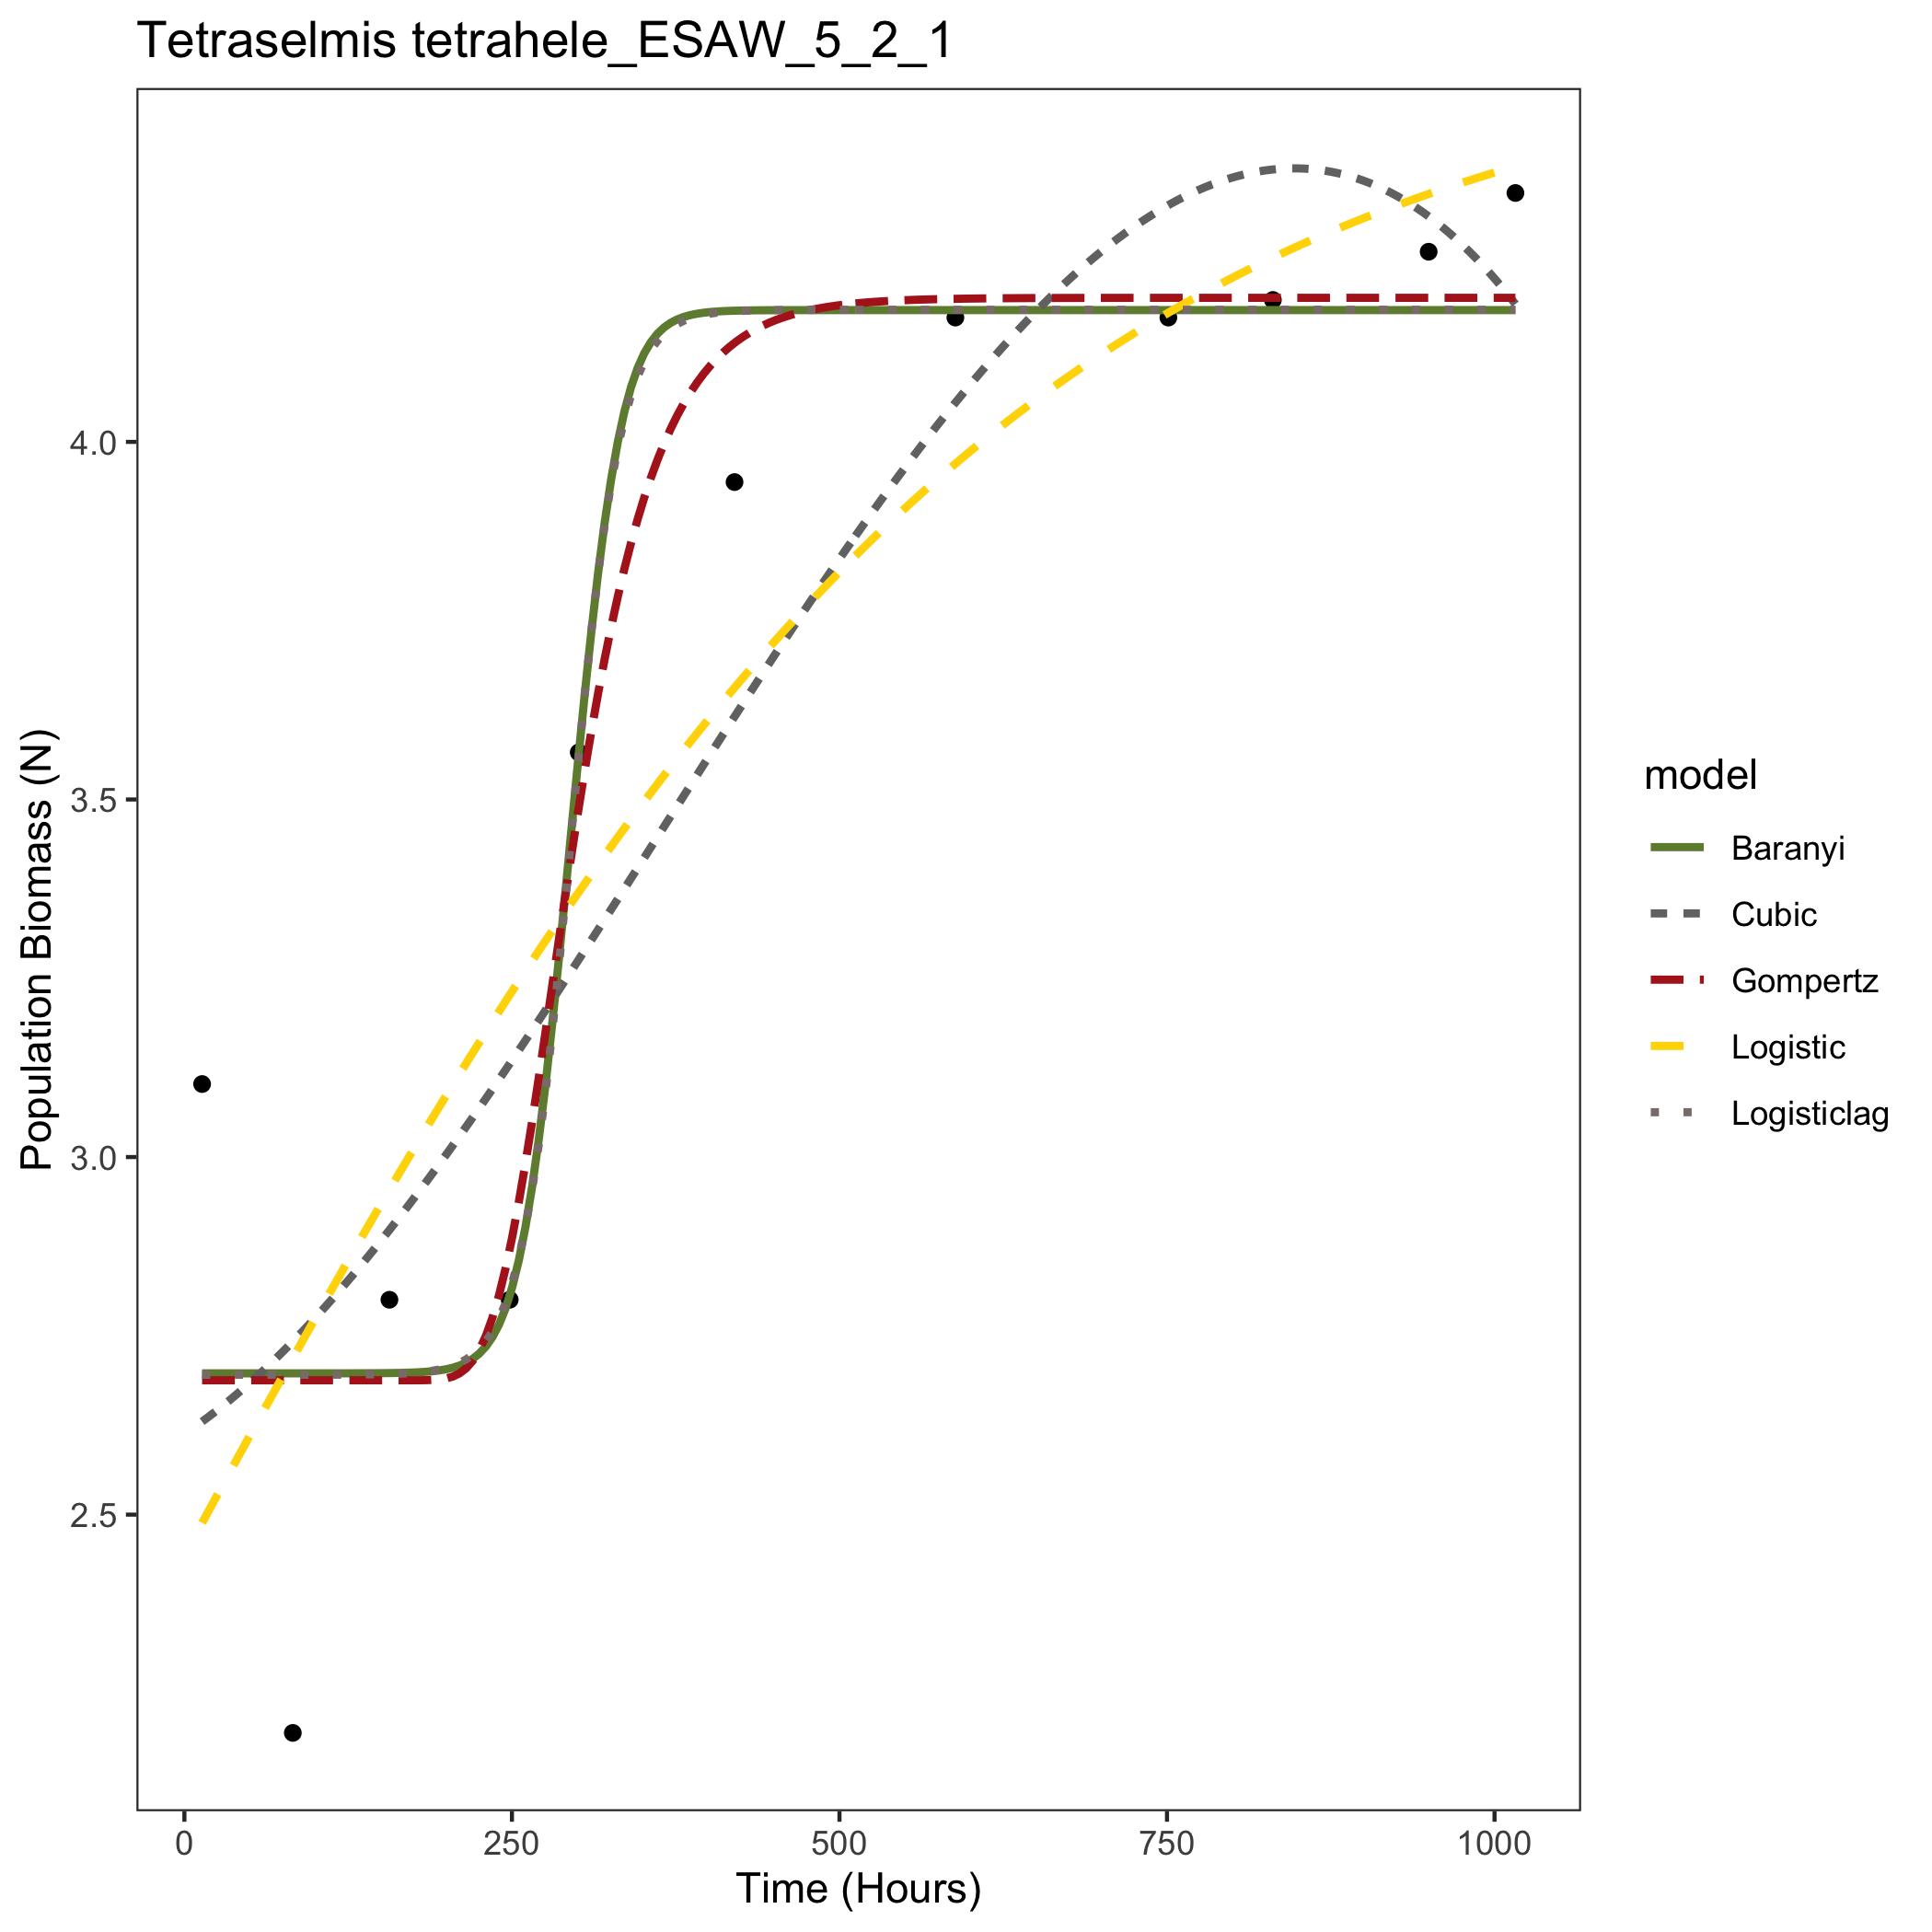 Tetraselmis tetrahele_ESAW_5_2_1
Population Biomass (N)
4.0
3.5
3.0
2.5
0 250 500 750 1000
Time (Hours)
model
Baranyi
Cubic
Gompertz
Logistic
Logisticlag